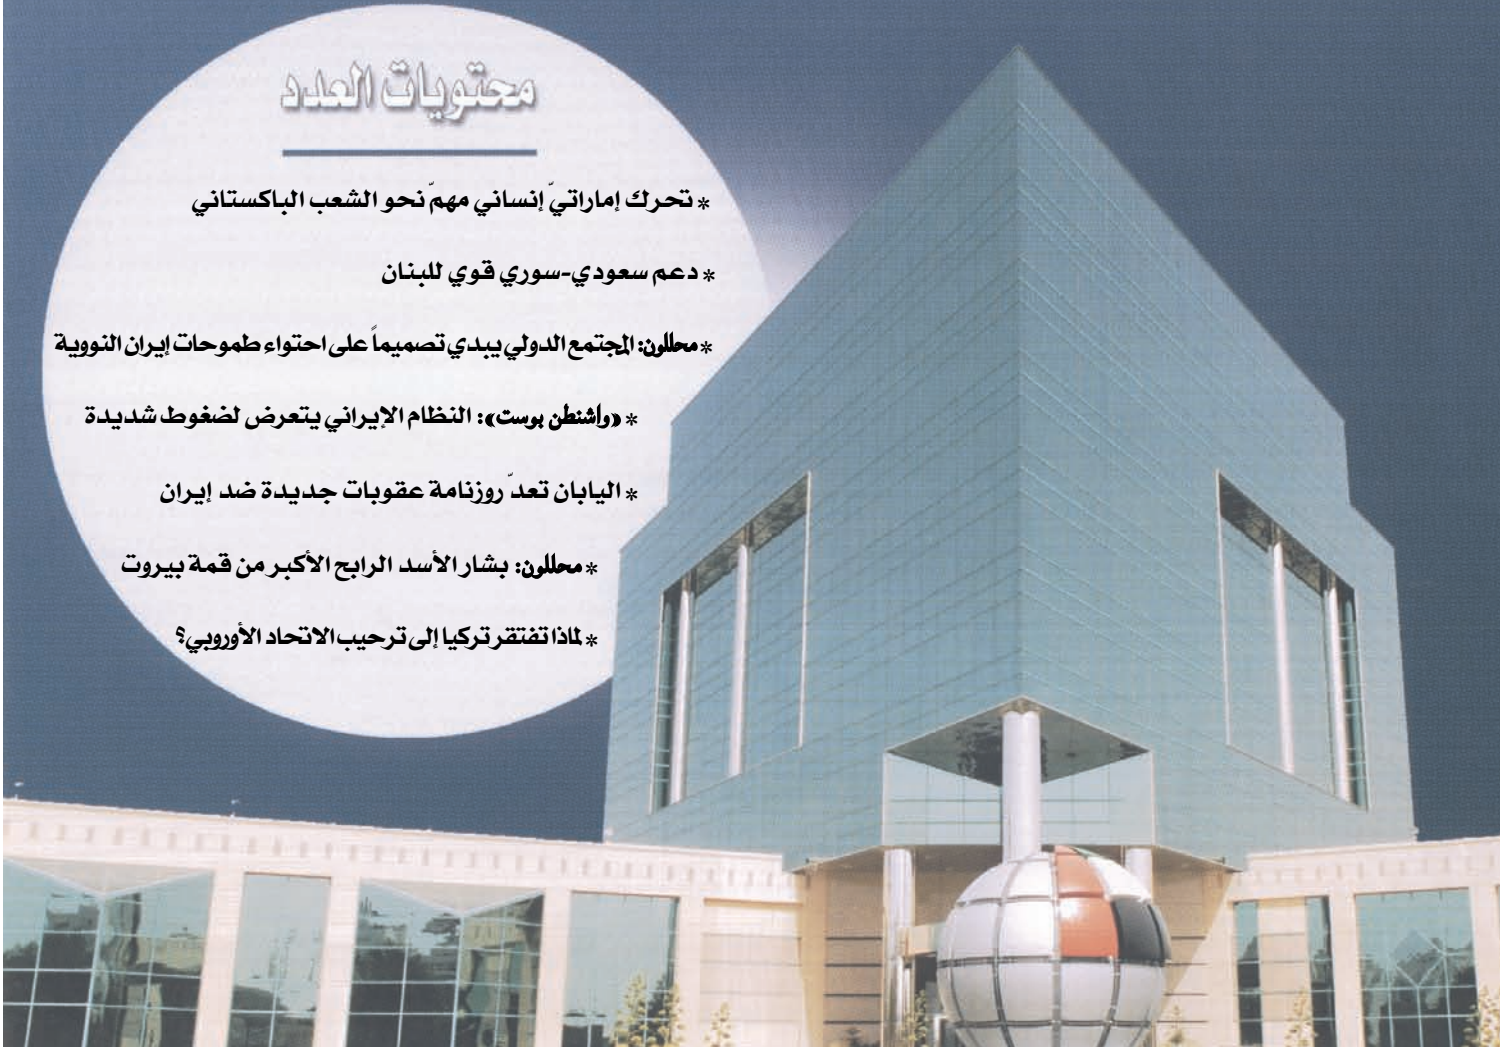 محتويات العدد
* تحرك إماراتيّ إنساني مهمّ نحو الشعب الباكستاني
* دعم سعودي-سوري قوي للبنان
* محللون: المجتمع الدولي يبدي تصميماً على احتواء طموحات إيران النووية
* «واشنطن بوست»: النظام الإيراني يتعرض لضغوط شديدة
* اليابان تعدّ روزنامة عقوبات جديدة ضد إيران
* محللون: بشار الأسد الرابح الأكبر من قمة بيروت
* لماذا تفتقر تركيا إلى ترحيب الاتحاد الأوروبي؟